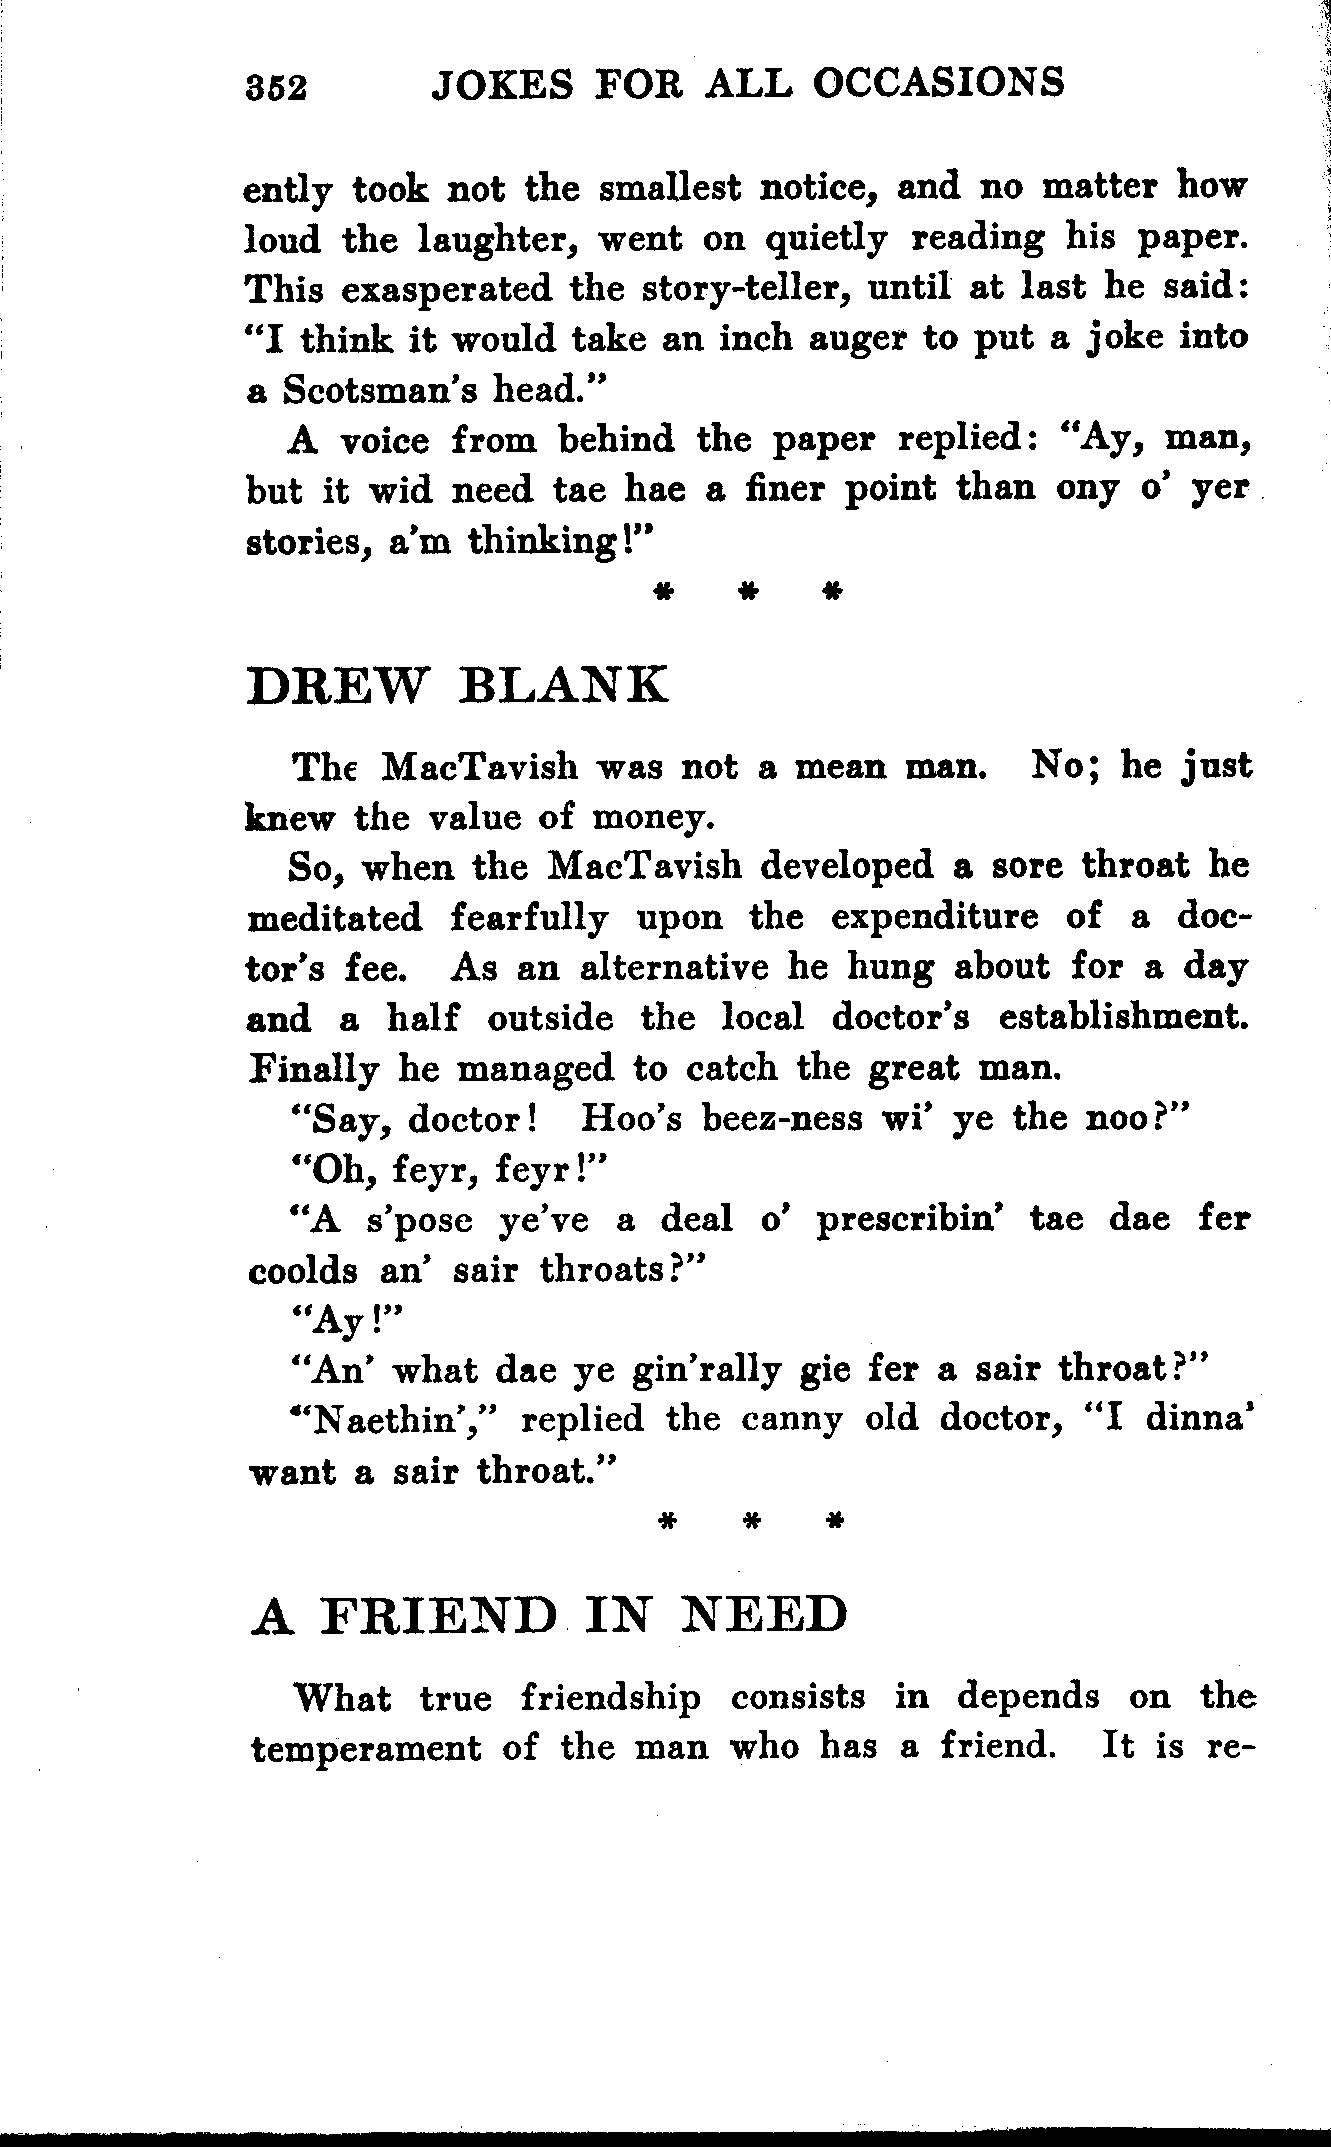 352 JOKES FOR ALL OCCASIONS
ently took not the smallest notice, and no matter how
loud the laughter, went on quietly reading his paper.
This exasperated the story-teller, until at last he said:
"I think it would take an inch auger to put a joke into
a Scotsman's head."
A voice from behind the paper replied: "Ay, man,
but it wid need tae hae a finer point than ony o' yer
stories, a'm thinking!"
* * *
DREW BLANK
The MacTavish was not a mean man. No; he just
knew the value of money.
So, when the MacTavish developed a sore throat he
meditated fearfully upon the expenditure of a doc-
tor's fee. As an alternative he hung about for a day
and a half outside the local doctor's establishment.
Finally he managed to catch the great man.
"Say, doctor! Hoo's beez-ness wi' ye the noo?"
"Oh, feyr, feyr!"
"A s'pose ye've a deal o' prescribin' tae dae fer
coolds an' sair throats?"
"Ay!"
"An' what dae ye gin'rally gie fer a sair throat?"
"Naethin'," replied the canny old doctor, "I dinna'
want a sair throat."
* * *
A FRIEND IN NEED
What true friendship consists in depends on the
temperament of the man who has a friend. It is re-